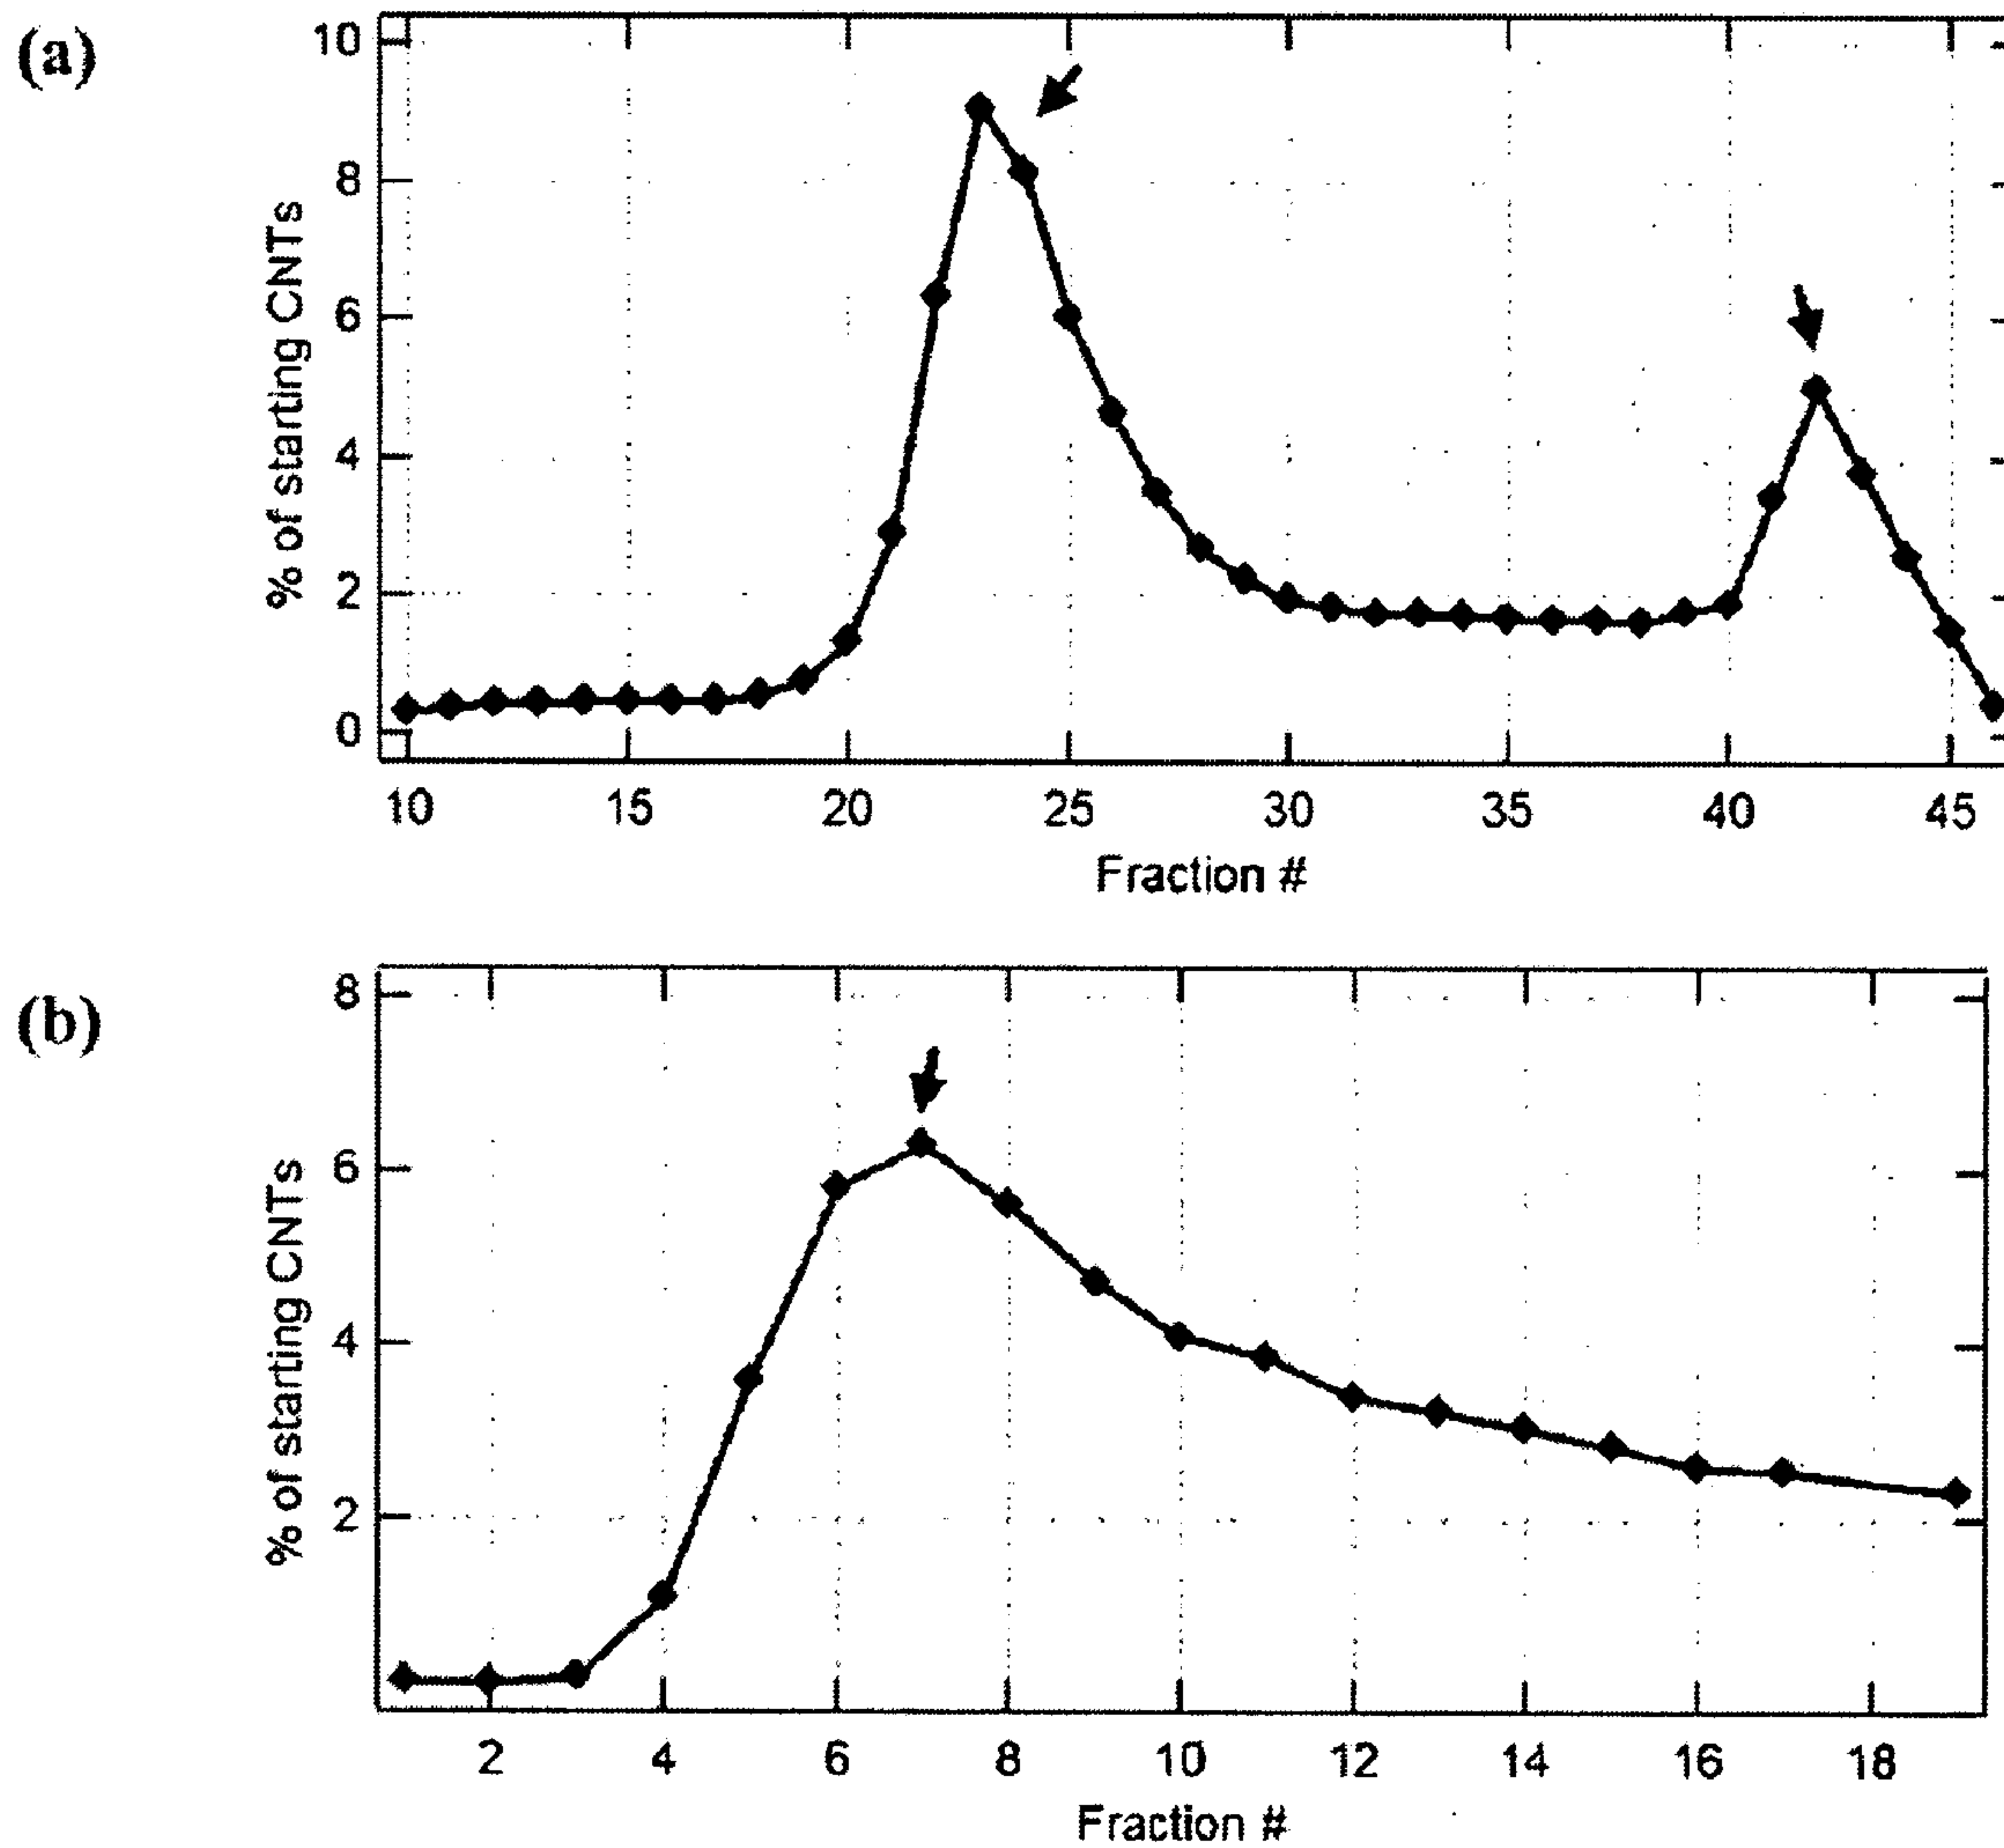 (a)
% of starting CNTs
10
8
6
4
2
0
10 15 20 25 30 35 40 45
Fraction #
(b)
% of starting CNTs
8
6
4
2
2 4 6 8 10 12 14 16 18
Fraction #